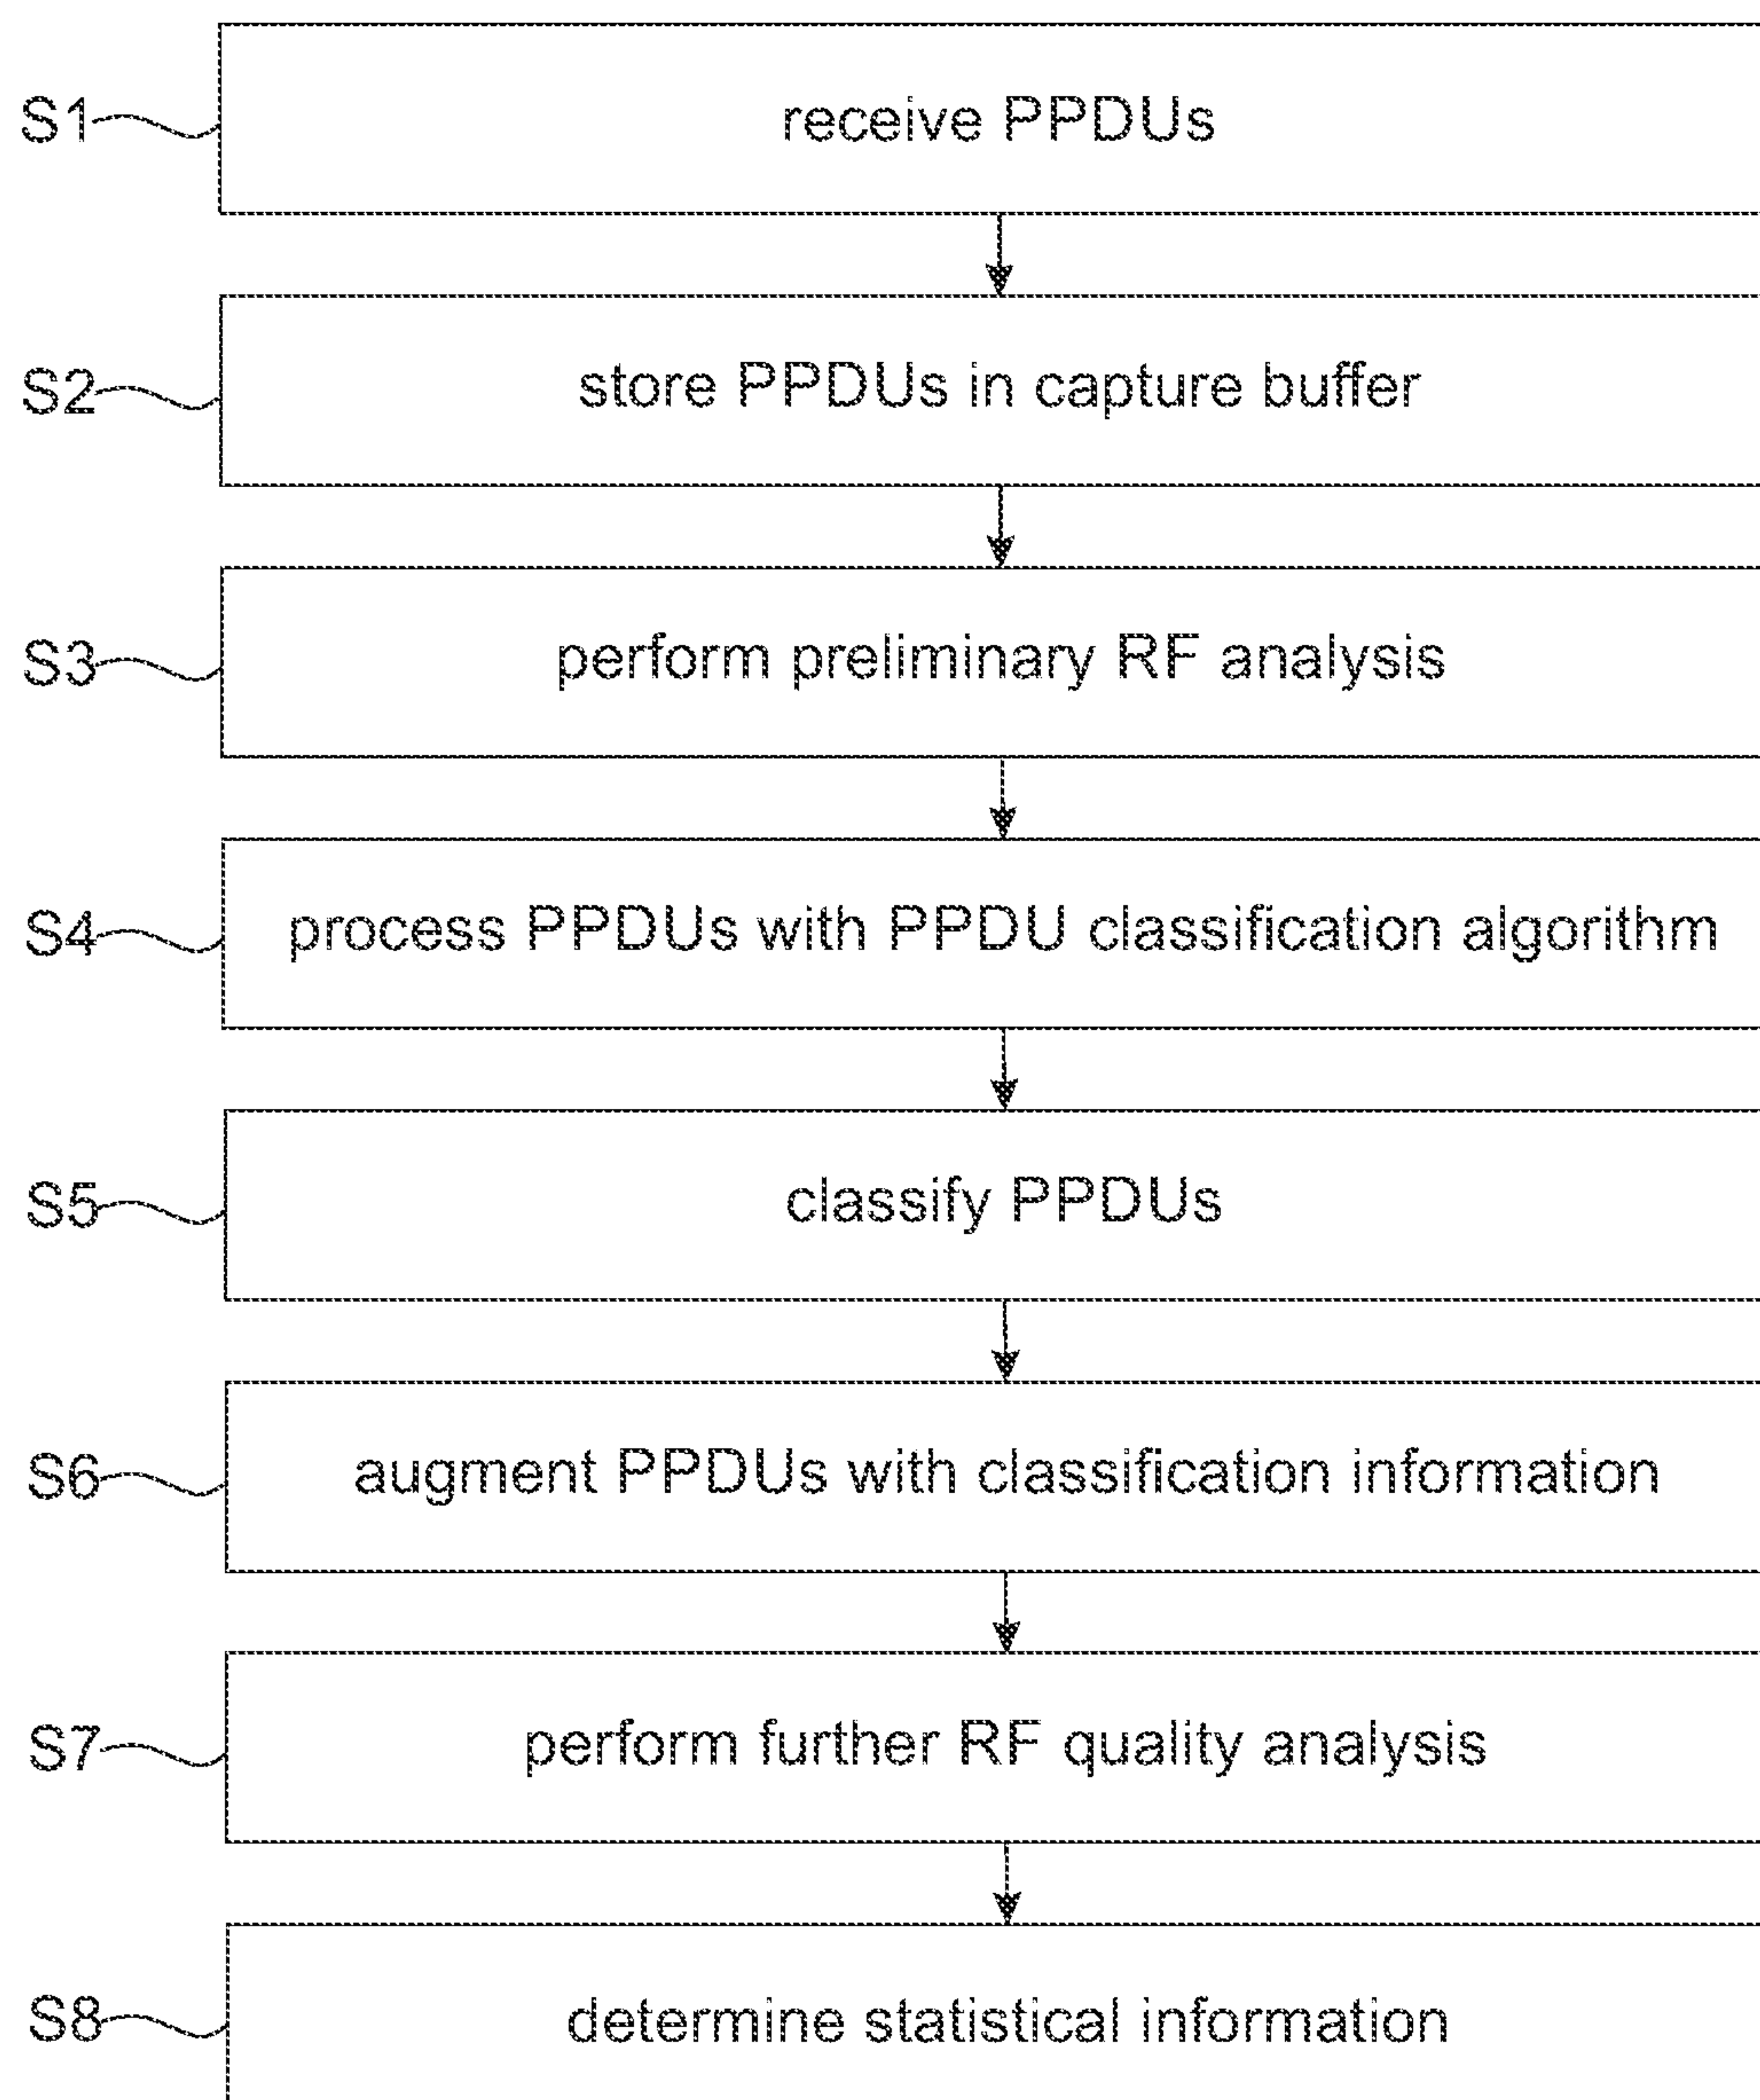 S1 receive PPDUs
S2 store PPDUs in capture buffer
S3 perform preliminary RF analysis
S4 process PPDUs with PPDU classification algorithm
S5 classify PPDUs
S6 augment PPDUs with classification information
S7 perform further RF quality analysis
S8 determine statistical information